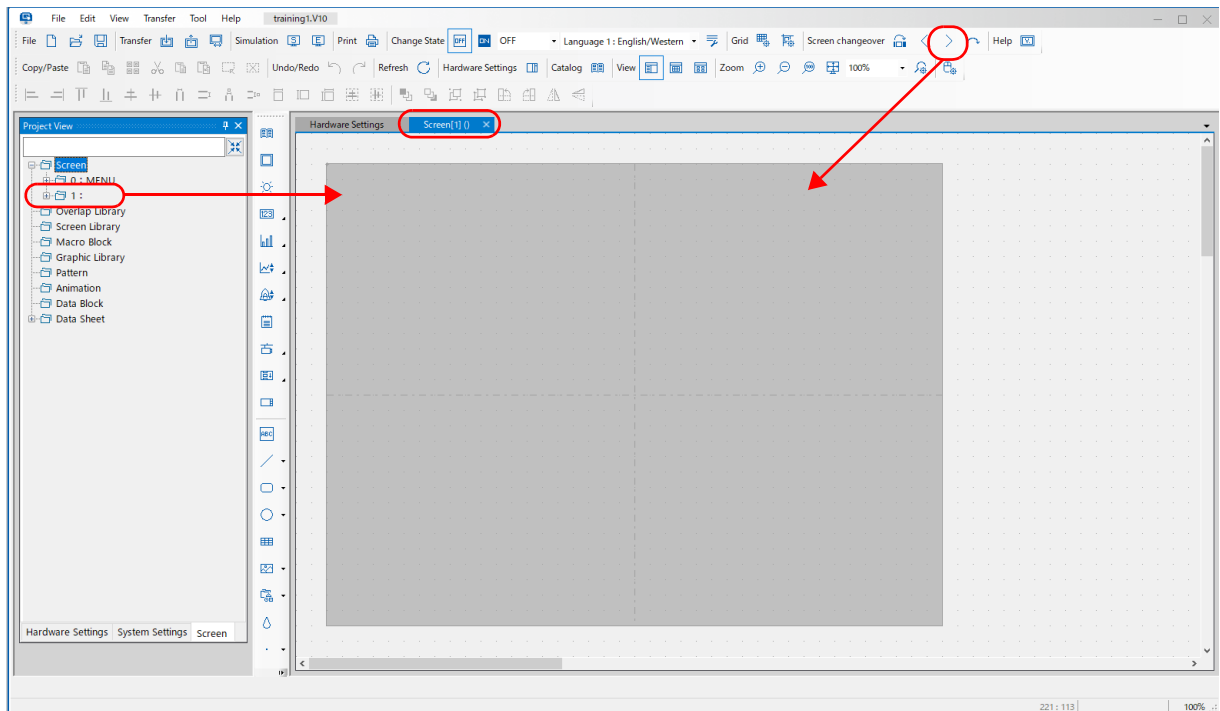 File Edit View Transfer Tool Help training1.V10
File Transfer Simulation S E Print Change State OFF ON OFF Language 1 : English/Western Grid Screen changeover Help
Copy/Paste Undo/Redo Refresh Hardware Settings Catalog View Zoom 100%
Project View
Hardware Settings Screen[1] ()
Screen
0 : MENU
1 :
Overlap Library
Screen Library
Macro Block
Graphic Library
Pattern
Animation
Data Block
Data Sheet
123
ABC
Hardware Settings System Settings Screen
221 : 113 100%